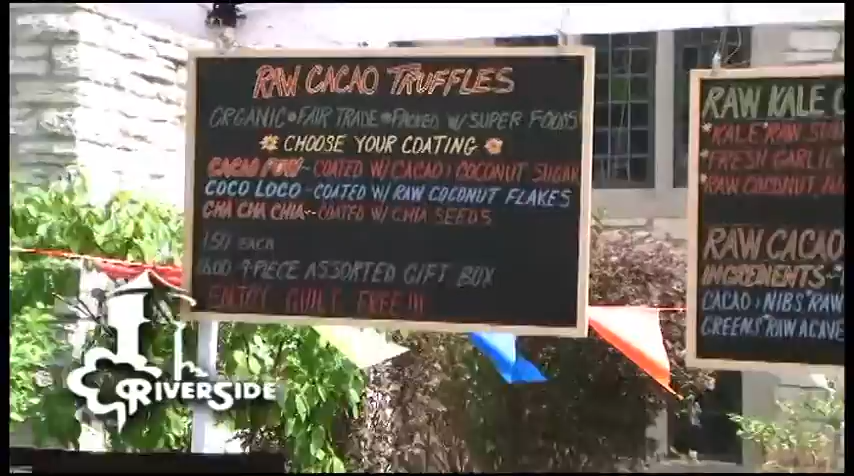 RAW CACAO TRUFFLES
ORGANIC • FAIR TRADE • PACKED W/ SUPER FOODS
CHOOSE YOUR COATING
CACAO POW - COATED W/ CACAO & COCONUT SUGAR
COCO LOCO - COATED W/ RAW COCONUT FLAKES
CHA CHA CHIA - COATED W/ CHIA SEEDS
1.50 EACH
9-PIECE ASSORTED GIFT BOX
ENJOY GUILT FREE!!!
RAW KALE
*KALE*RAW
*FRESH GARLIC
*RAW COCONUT
RAW CACAO
INGREDIENTS
CACAO NIBS*RAW
GREENS*RAW AGAVE
RIVERSIDE